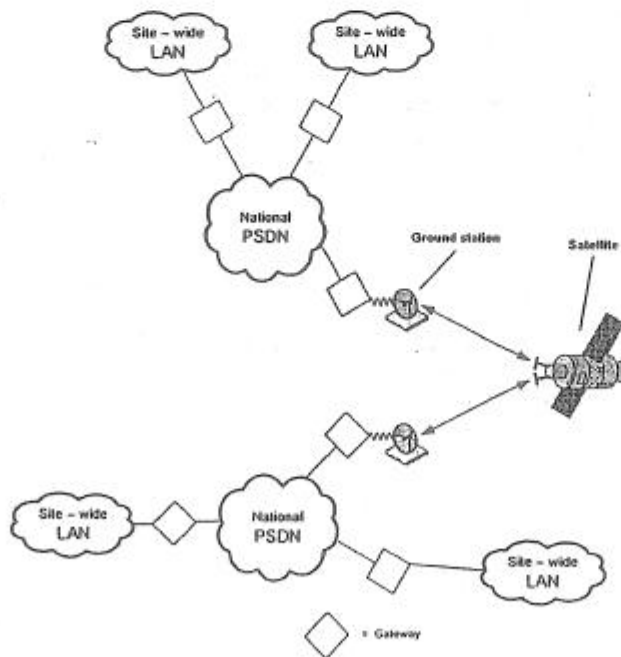 Site – wide
LAN
Site – wide
LAN
National
PSDN
Ground station
Satellite
Site – wide
LAN
National
PSDN
Site – wide
LAN
= Gateway